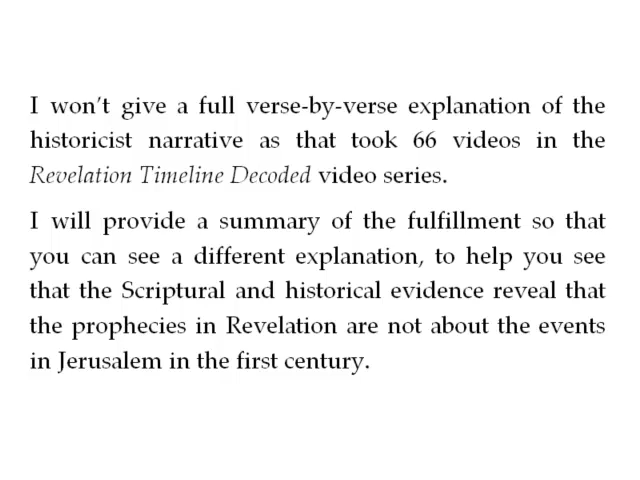 I won’t give a full verse-by-verse explanation of the
historicist narrative as that took 66 videos in the
Revelation Timeline Decoded video series.
I will provide a summary of the fulfillment so that
you can see a different explanation, to help you see
that the Scriptural and historical evidence reveal that
the prophecies in Revelation are not about the events
in Jerusalem in the first century.